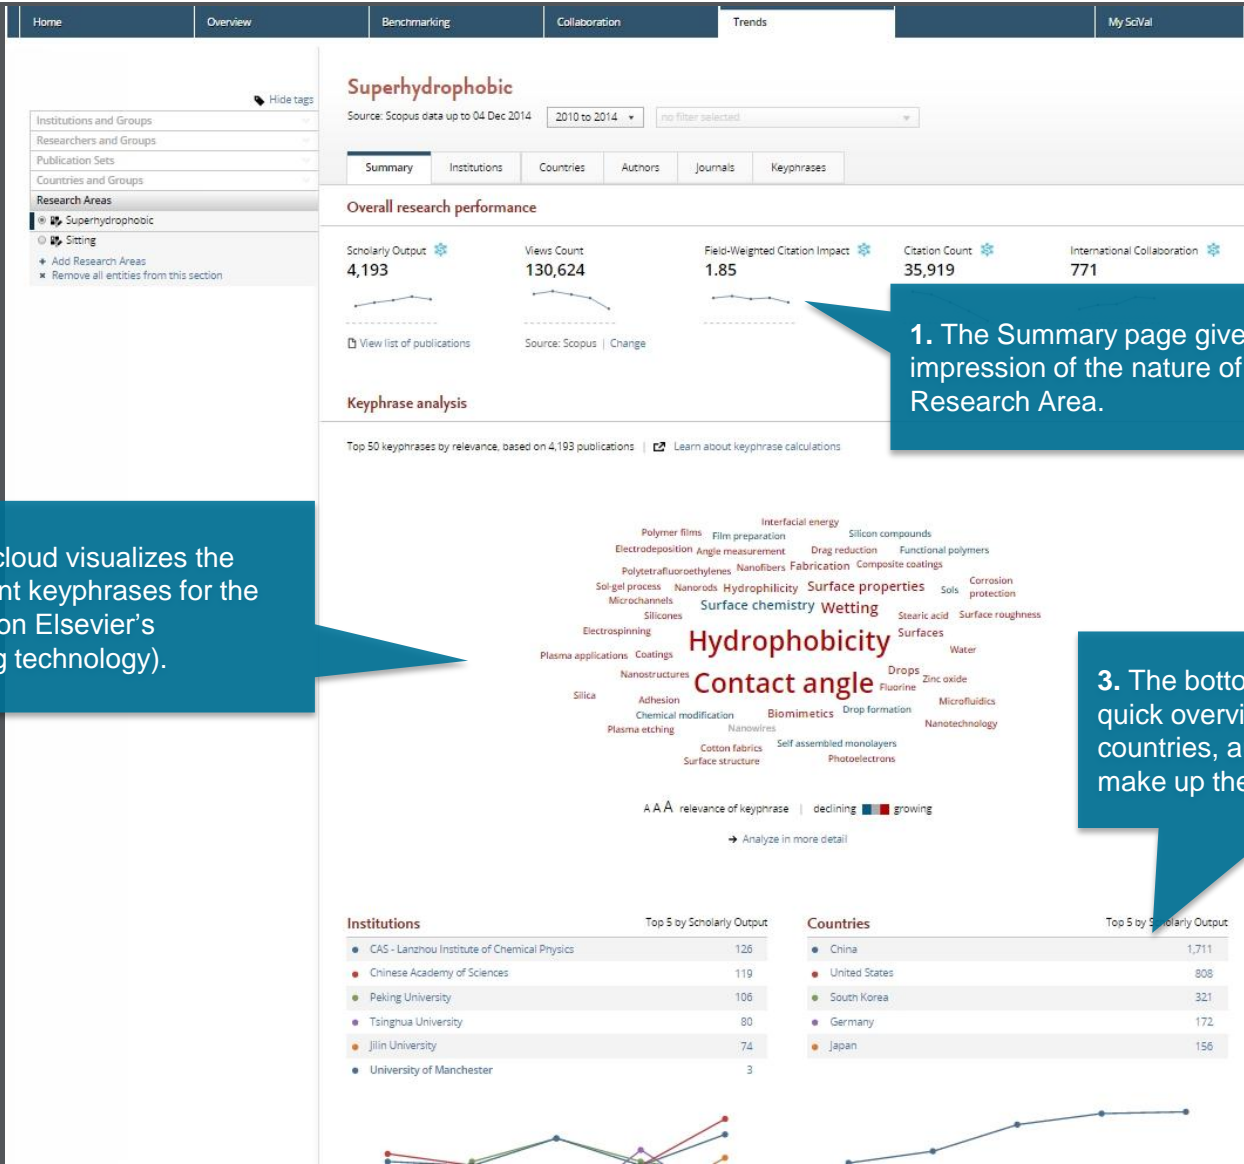 Home Overview Benchmarking Collaboration Trends My SciVal
Hide tags
Institutions and Groups
Researchers and Groups
Publication Sets
Countries and Groups
Research Areas
Superhydrophobic
Sitting
+ Add Research Areas
× Remove all entities from this section
Superhydrophobic
Source: Scopus data up to 04 Dec 2014 2010 to 2014 no filter selected
Summary Institutions Countries Authors Journals Keyphrases
Overall research performance
Scholarly Output Views Count Field-Weighted Citation Impact Citation Count International Collaboration
4,193 130,624 1.85 35,919 771
View list of publications Source: Scopus | Change
1. The Summary page give
impression of the nature of
Research Area.
Keyphrase analysis
Top 50 keyphrases by relevance, based on 4,193 publications | Learn about keyphrase calculations
cloud visualizes the
nt keyphrases for the
on Elsevier's
g technology).
Interfacial energy
Polymer films Film preparation Silicon compounds
Electrodeposition Angle measurement Drag reduction Functional polymers
Polytetrafluoroethylenes Nanofibers Fabrication Composite coatings
Sol-gel process Nanorods Hydrophilicity Surface properties Sols Corrosion protection
Microchannels Surface chemistry Wetting
Silicones Stearic acid Surface roughness
Electrospinning Hydrophobicity Surfaces
Plasma applications Coatings Water
Nanostructures Contact angle Drops Fluorine Zinc oxide
Silica Adhesion Microfluidics
Chemical modification Biomimetics Drop formation
Plasma etching Nanowires Nanotechnology
Cotton fabrics Self assembled monolayers
Surface structure Photoelectrons
A A A relevance of keyphrase | declining growing
Analyze in more detail
3. The botto
quick overvi
countries, a
make up the
Institutions Top 5 by Scholarly Output
CAS - Lanzhou Institute of Chemical Physics 126
Chinese Academy of Sciences 119
Peking University 106
Tsinghua University 80
Jilin University 74
University of Manchester 3
Countries Top 5 by Scholarly Output
China 1,711
United States 808
South Korea 321
Germany 172
Japan 156